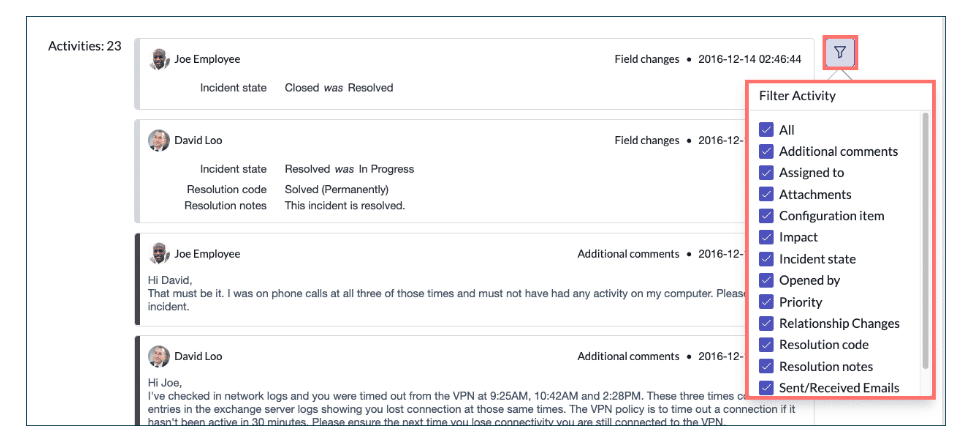 Activities: 23
Joe Employee
Field changes • 2016-12-14 02:46:44
Incident state Closed was Resolved
Filter Activity
All
Additional comments
Assigned to
Attachments
Configuration item
Impact
Incident state
Opened by
Priority
Relationship Changes
Resolution code
Resolution notes
Sent/Received Emails
David Loo
Field changes • 2016-12-
Incident state Resolved was In Progress
Resolution code Solved (Permanently)
Resolution notes This incident is resolved.
Joe Employee
Additional comments • 2016-12-
Hi David,
That must be it. I was on phone calls at all three of those times and must not have had any activity on my computer. Please
incident.
David Loo
Additional comments • 2016-12-
Hi Joe,
I've checked in network logs and you were timed out from the VPN at 9:25AM, 10:42AM and 2:28PM. These three times
entries in the exchange server logs showing you lost connection at those same times. The VPN policy is to time out a connection if it
hasn't been active in 30 minutes. Please ensure the next time you lose connectivity you are still connected to the VPN.